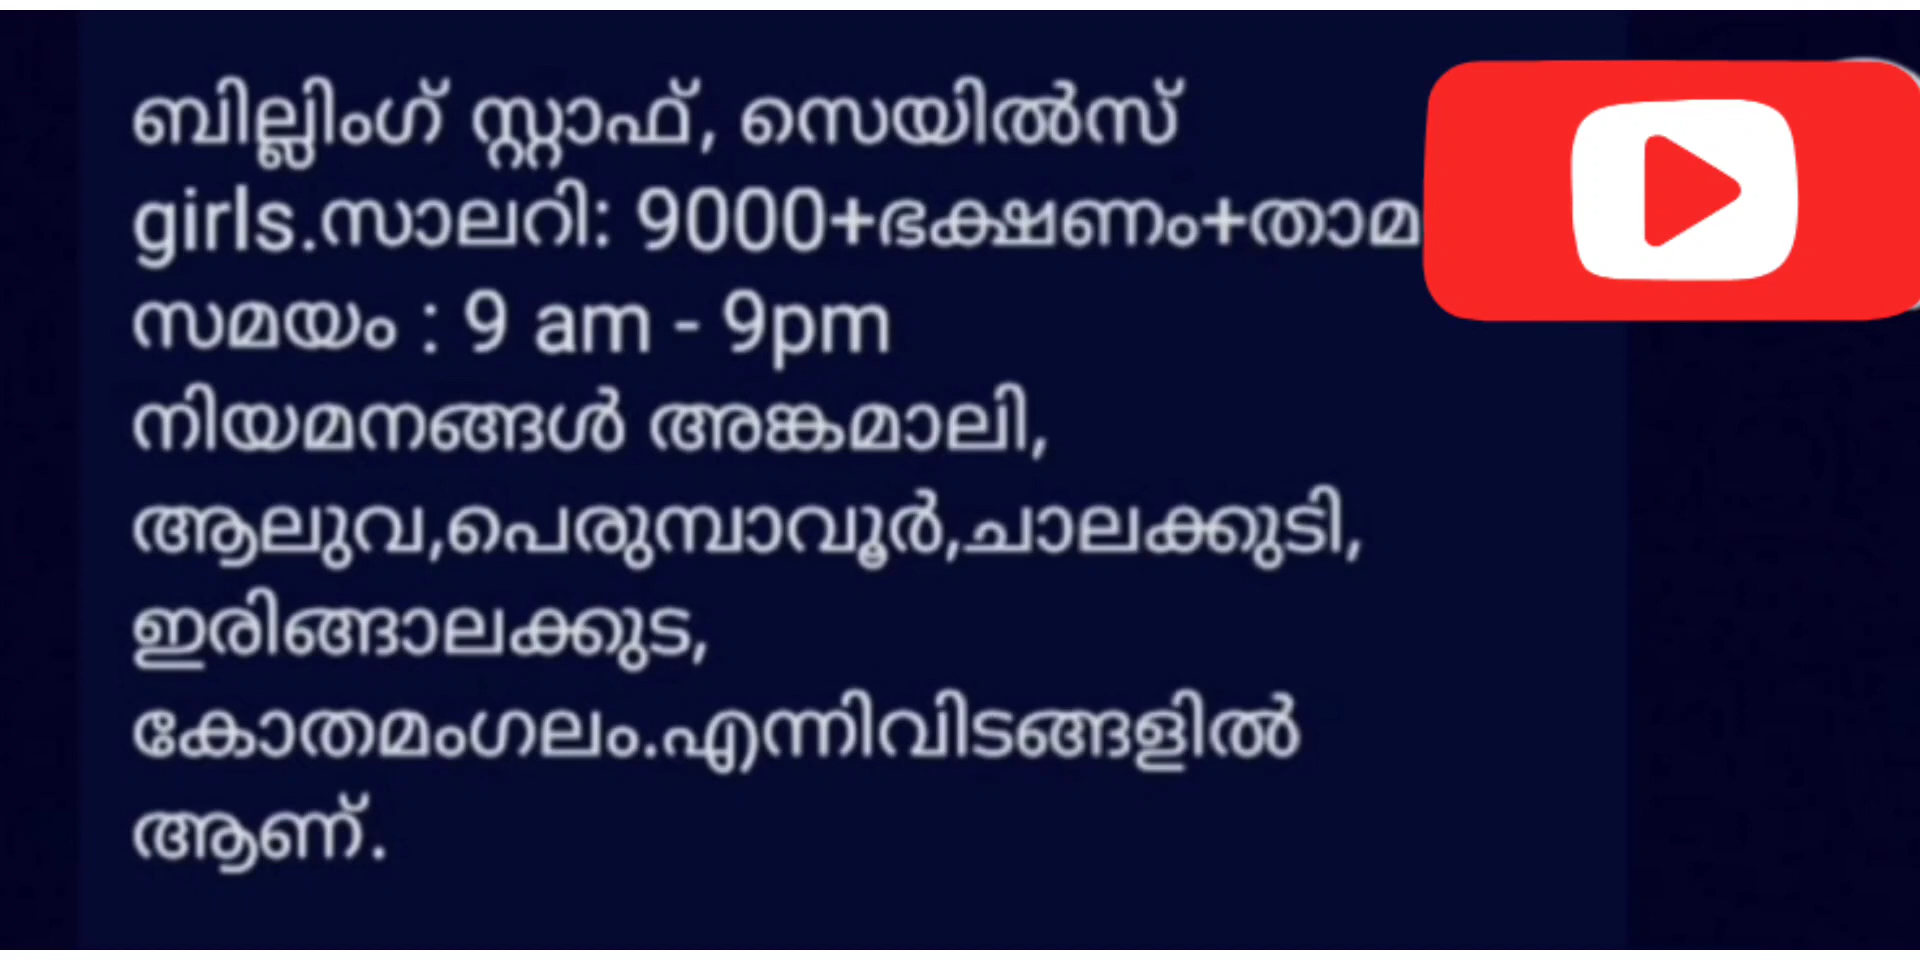 ബില്ലിംഗ് സ്റ്റാഫ്, സെയിൽസ്
girls.സാലറി: 9000+ഭക്ഷണം+താമ
സമയം : 9 am - 9pm
നിയമനങ്ങൾ അങ്കമാലി,
ആലുവ,പെരുമ്പാവൂർ,ചാലക്കുടി,
ഇരിങ്ങാലക്കുട,
കോതമംഗലം.എന്നിവിടങ്ങളിൽ
ആണ്.